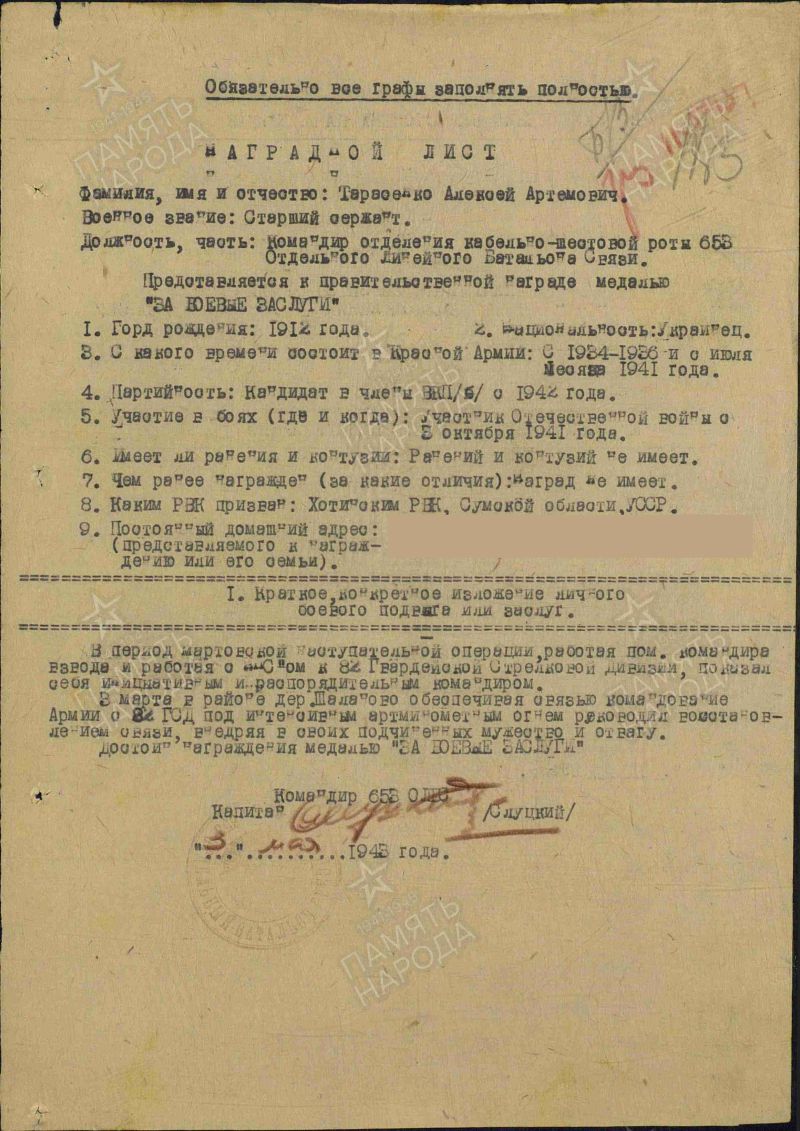 Обязательно все графы заполнять полностью.
НАГРАДНОЙ ЛИСТ
Фамилия, имя и отчество: Тарасенко Алексей Артемович.
Военное звание: Старший сержант.
Должность, часть: Командир отделения кабельно-шестовой роты 653
Отдельного Линейного Батальона Связи.
Представляется к правительственной награде медалью
"ЗА БОЕВЫЕ ЗАСЛУГИ"
1. Горд рождения: 1912 года. 2. Национальность: Украинец.
3. С какого времени состоит в Красной Армии: С 1934-1936 и с июля
месяца 1941 года.
4. Партийность: Кандидат в члены ВКП/б/ с 1942 года.
5. Участие в боях (где и когда): Участник Отечественной войны с
3 октября 1941 года.
6. Имеет ли ранения и контузии: Ранений и контузий не имеет.
7. Чем ранее награжден (за какие отличия): Наград не имеет.
8. Каким РВК призван: Хотинским РВК, Сумской области, УССР.
9. Постоянный домашний адрес:
(представляемого к награж-
дению или его семьи).
I. Краткое, конкретное изложение личного
боевого подвига или заслуг.
В период мартовской наступательной операции, работая пом. командира
взвода и работая с к 82 Гвардейской Стрелковой Дивизии, показал
себя инициативным и распорядительным командиром.
3 марта в районе дер. Шалапово обеспечивая связью командование
Армии с 82 ГСД под интенсивным артминометным огнем руководил восстанов-
лением связи, внедряя в своих подчиненных мужество и отвагу.
Достоин награждения медалью "ЗА БОЕВЫЕ ЗАСЛУГИ"
Командир 653 ОЛБС
Капитан /Слуцкий/
"3" мая 1943 года.
ПАМЯТЬ НАРОДА